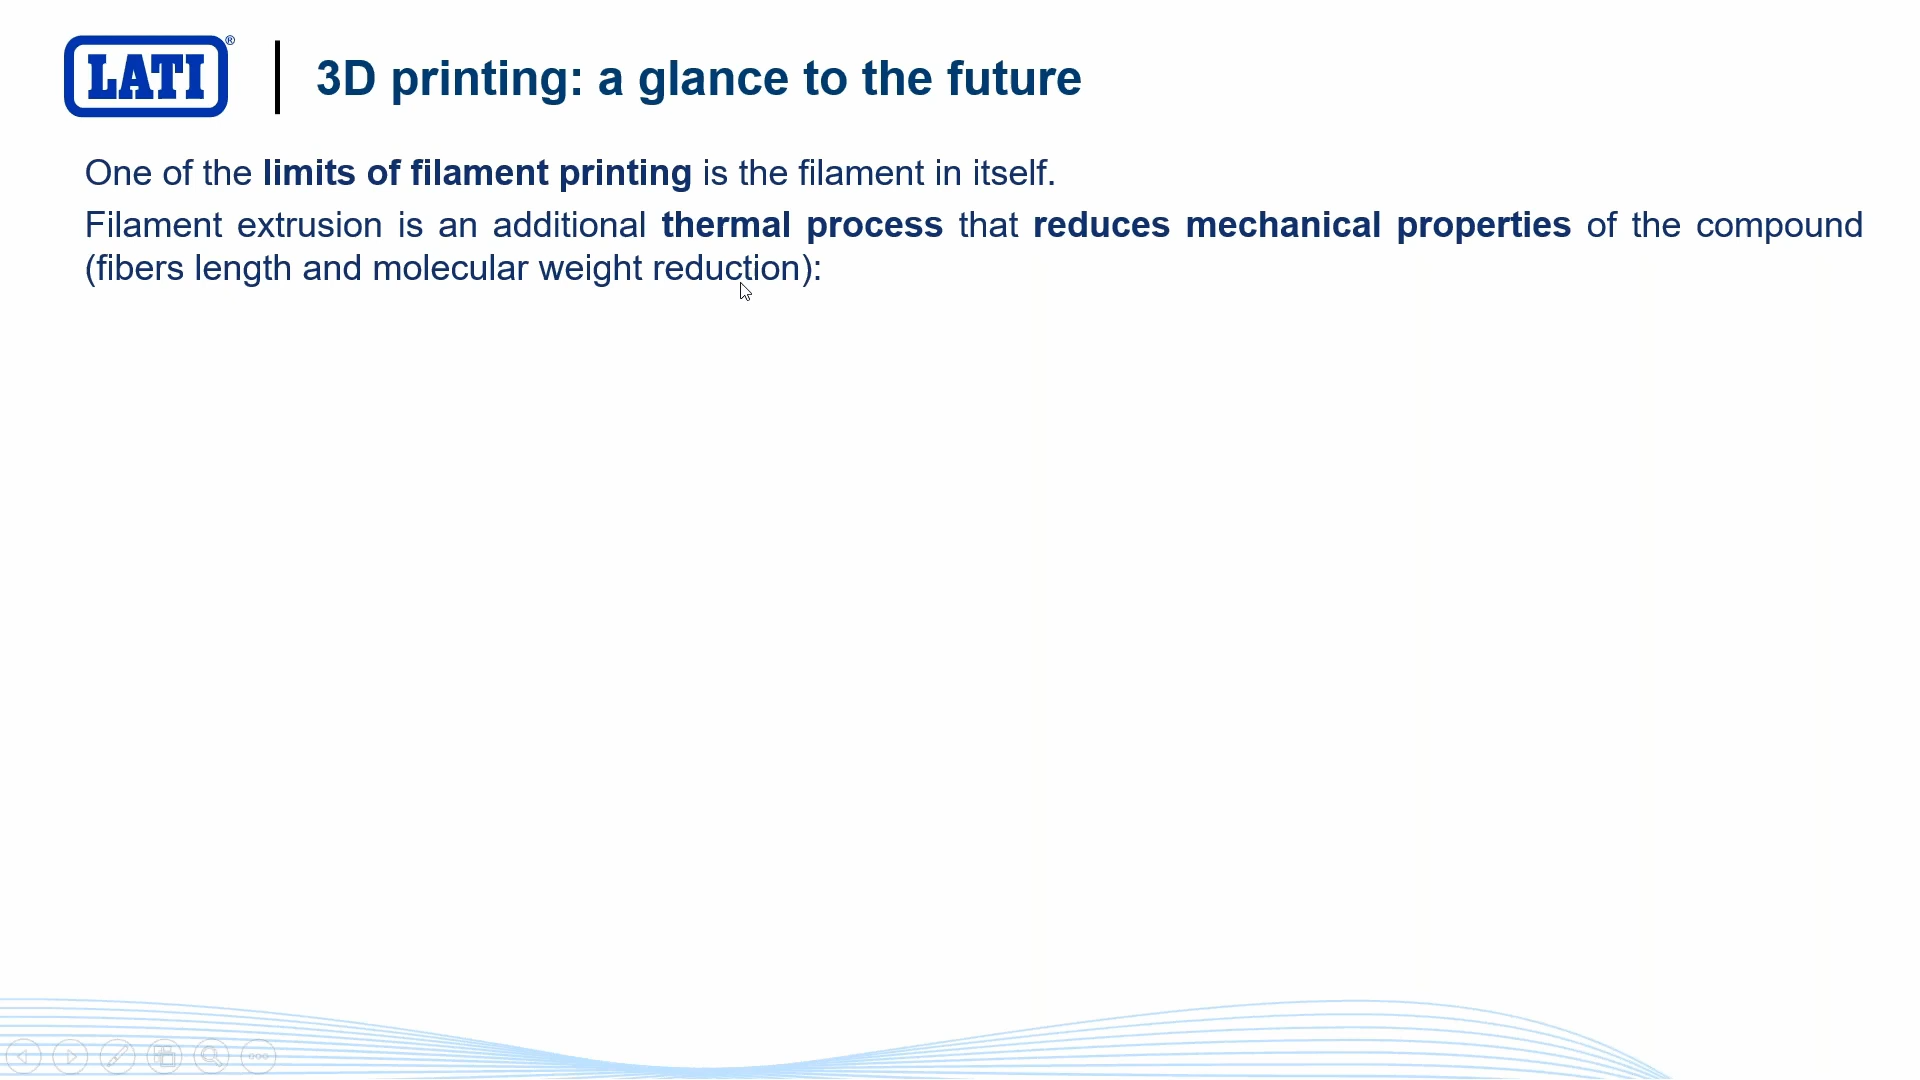 LATI®
3D printing: a glance to the future
One of the limits of filament printing is the filament in itself.
Filament extrusion is an additional thermal process that reduces mechanical properties of the compound
(fibers length and molecular weight reduction):